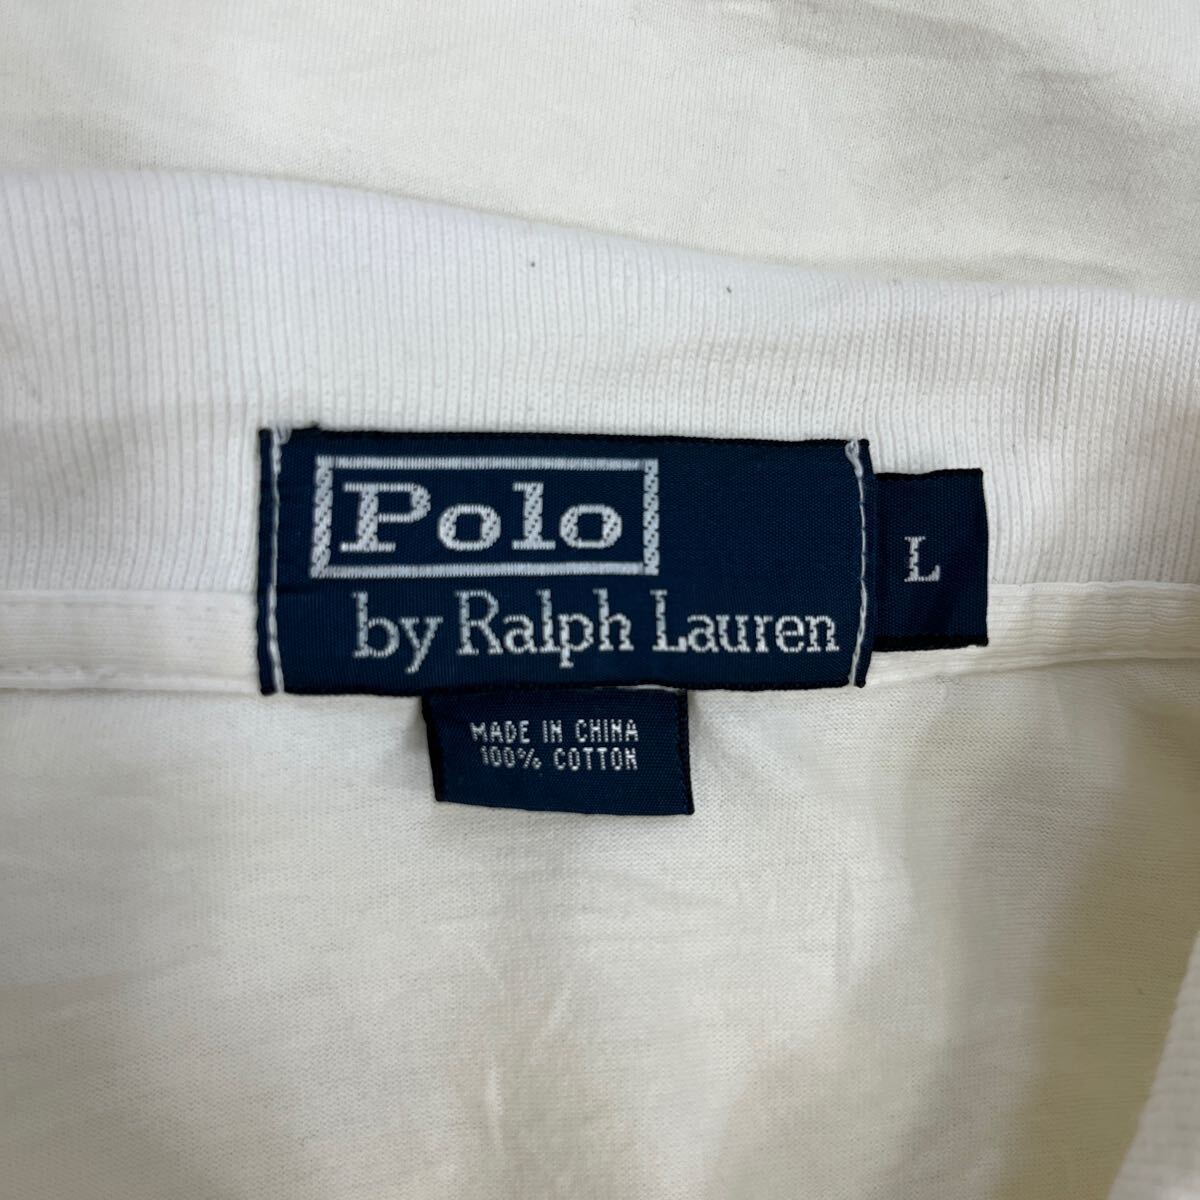 Polo
by Ralph Lauren
L
MADE IN CHINA
100% COTTON